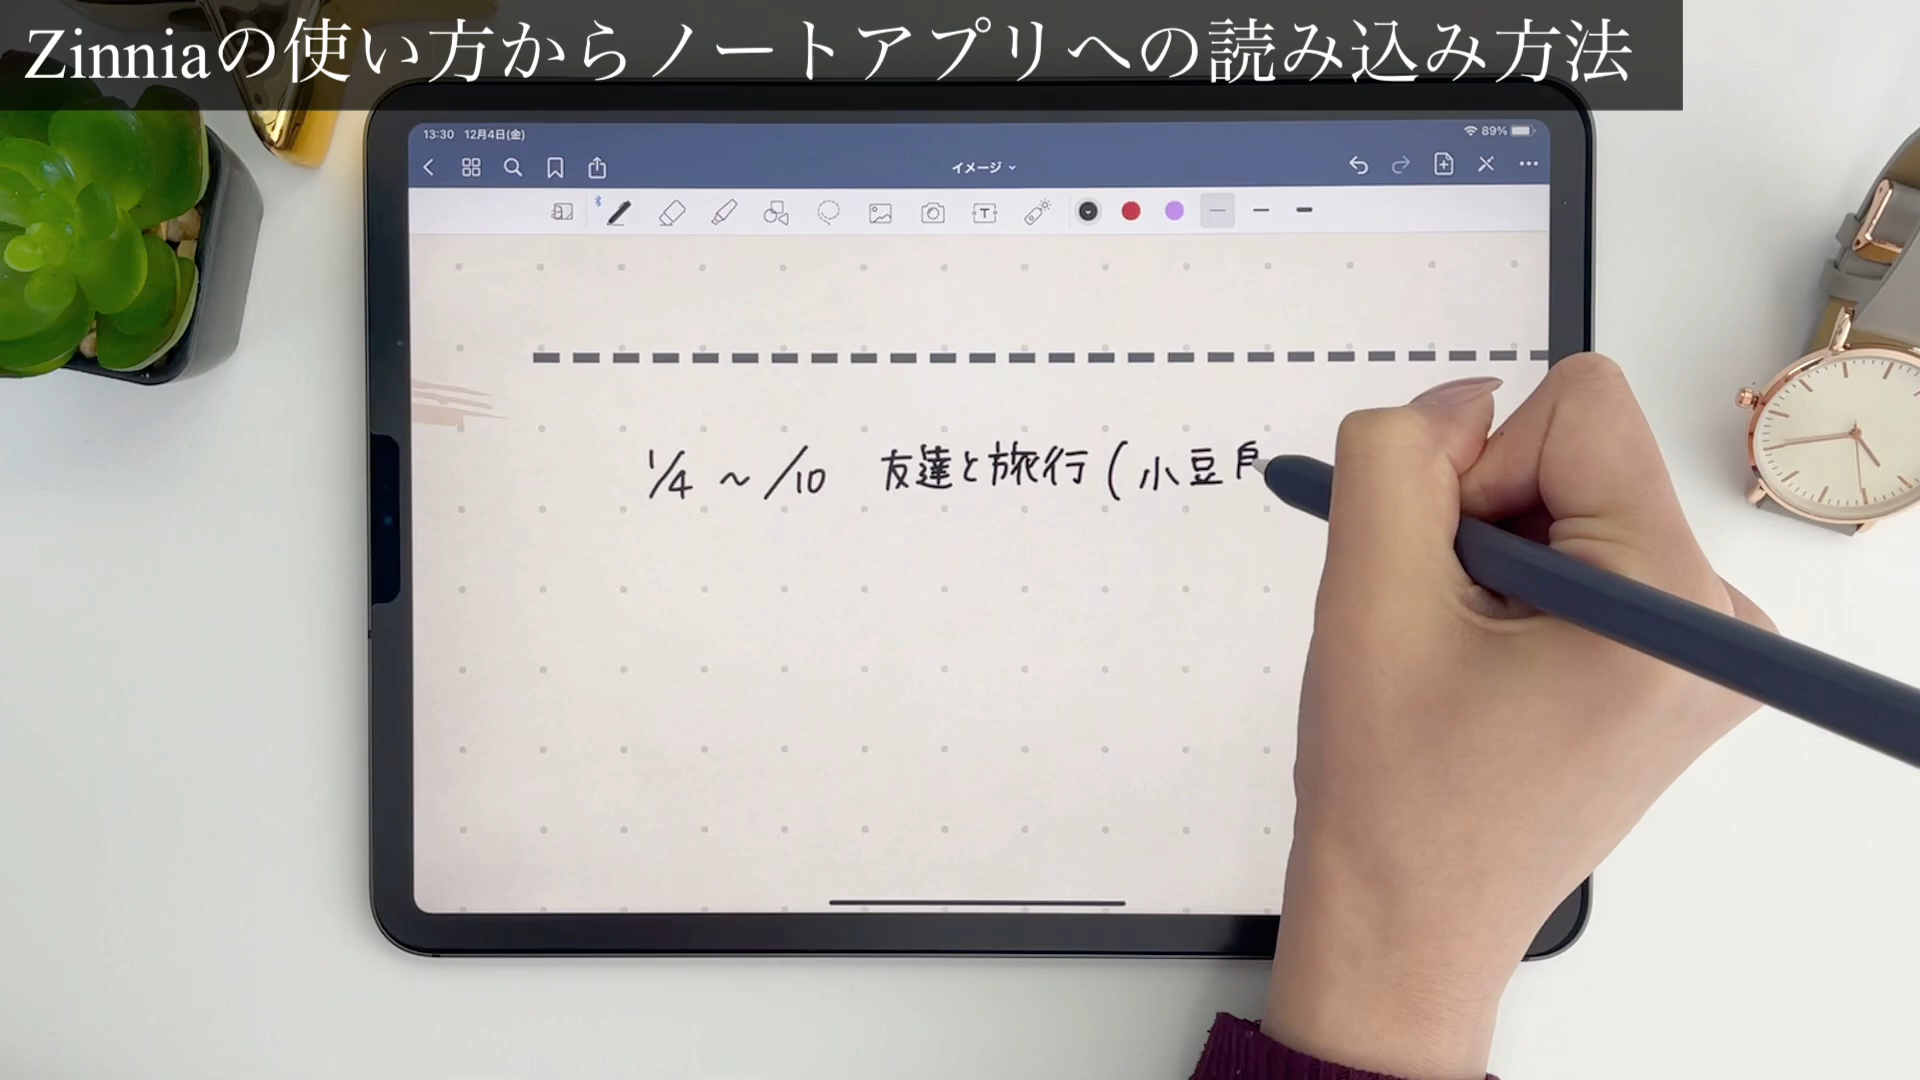 Zinniaの使い方からノートアプリへの読み込み方法
13:30 12月4日(金)
89%
イメージ
T
1/4 ~ /10 友達と旅行(小豆